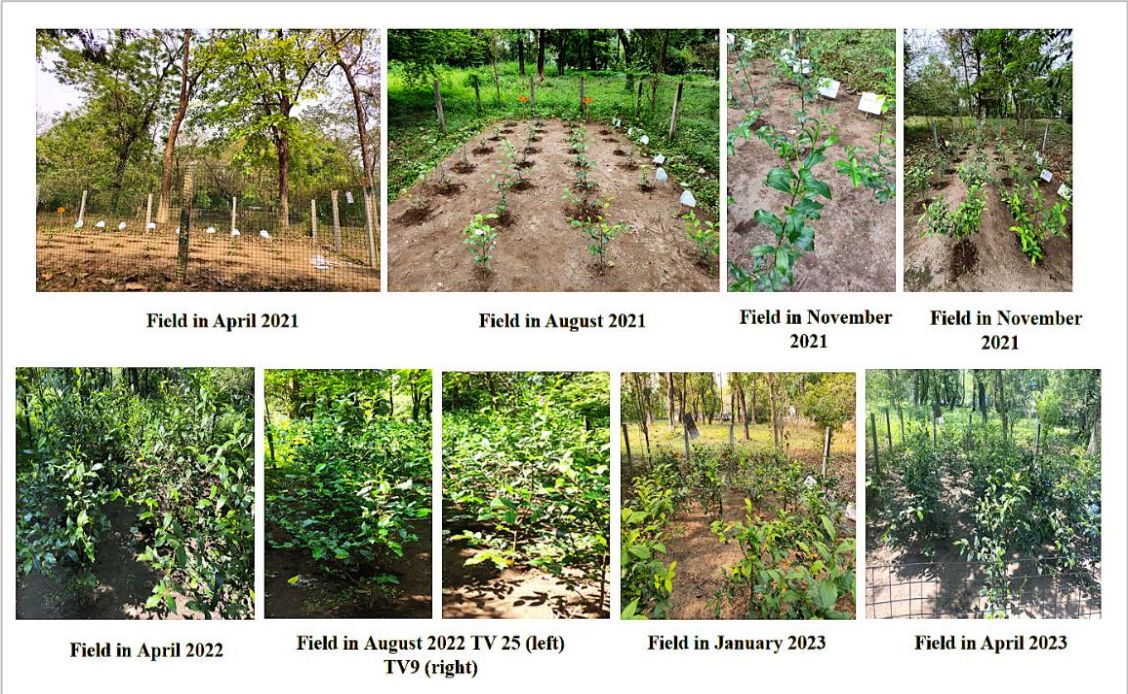 Field in April 2021
Field in August 2021
Field in November
2021
Field in November
2021
Field in April 2022
Field in August 2022 TV 25 (left)
TV9 (right)
Field in January 2023
Field in April 2023